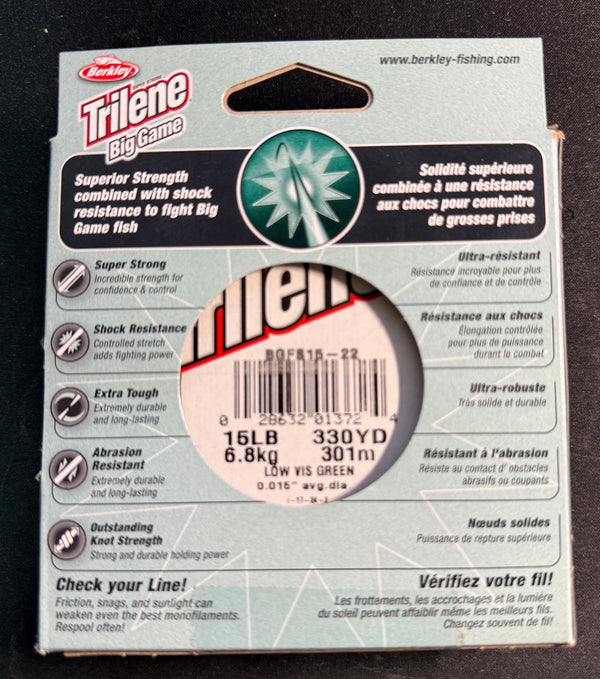 Berkley
www.berkley-fishing.com
SUPER STRONG
Trilene
Big Game
Superior Strength
combined with shock
resistance to fight Big
Game fish
Solidité supérieure
combinée à une résistance
aux chocs pour combattre
de grosses prises
Super Strong
Incredible strength for
confidence & control
Ultra-résistant
Résistance incroyable pour plus
de confiance et de contrôle
Shock Resistance
Controlled stretch
adds fighting power
Résistance aux chocs
Élongation contrôlée
pour plus de puissance
durant le combat
Extra Tough
Extremely durable
and long-lasting
Ultra-robuste
Très solide et durable
Abrasion
Resistant
Extremely durable
and long-lasting
Résistant à l'abrasion
Résiste au contact d' obstacles
abrasifs ou coupants
Outstanding
Knot Strength
Strong and durable holding power
Nœuds solides
Puissance de repture supérieure
Trilene
BGFS15-22
0 28632 01372 4
15LB 330YD
6.8kg 301m
LOW VIS GREEN
0.015" avg.dia
Check your Line!
Friction, snags, and sunlight can
weaken even the best monofilaments.
Respool often!
Vérifiez votre fil!
Les frottements, les accrochages et la lumière
du soleil peuvent affaiblir même les meilleurs fils.
Changez souvent de fil!